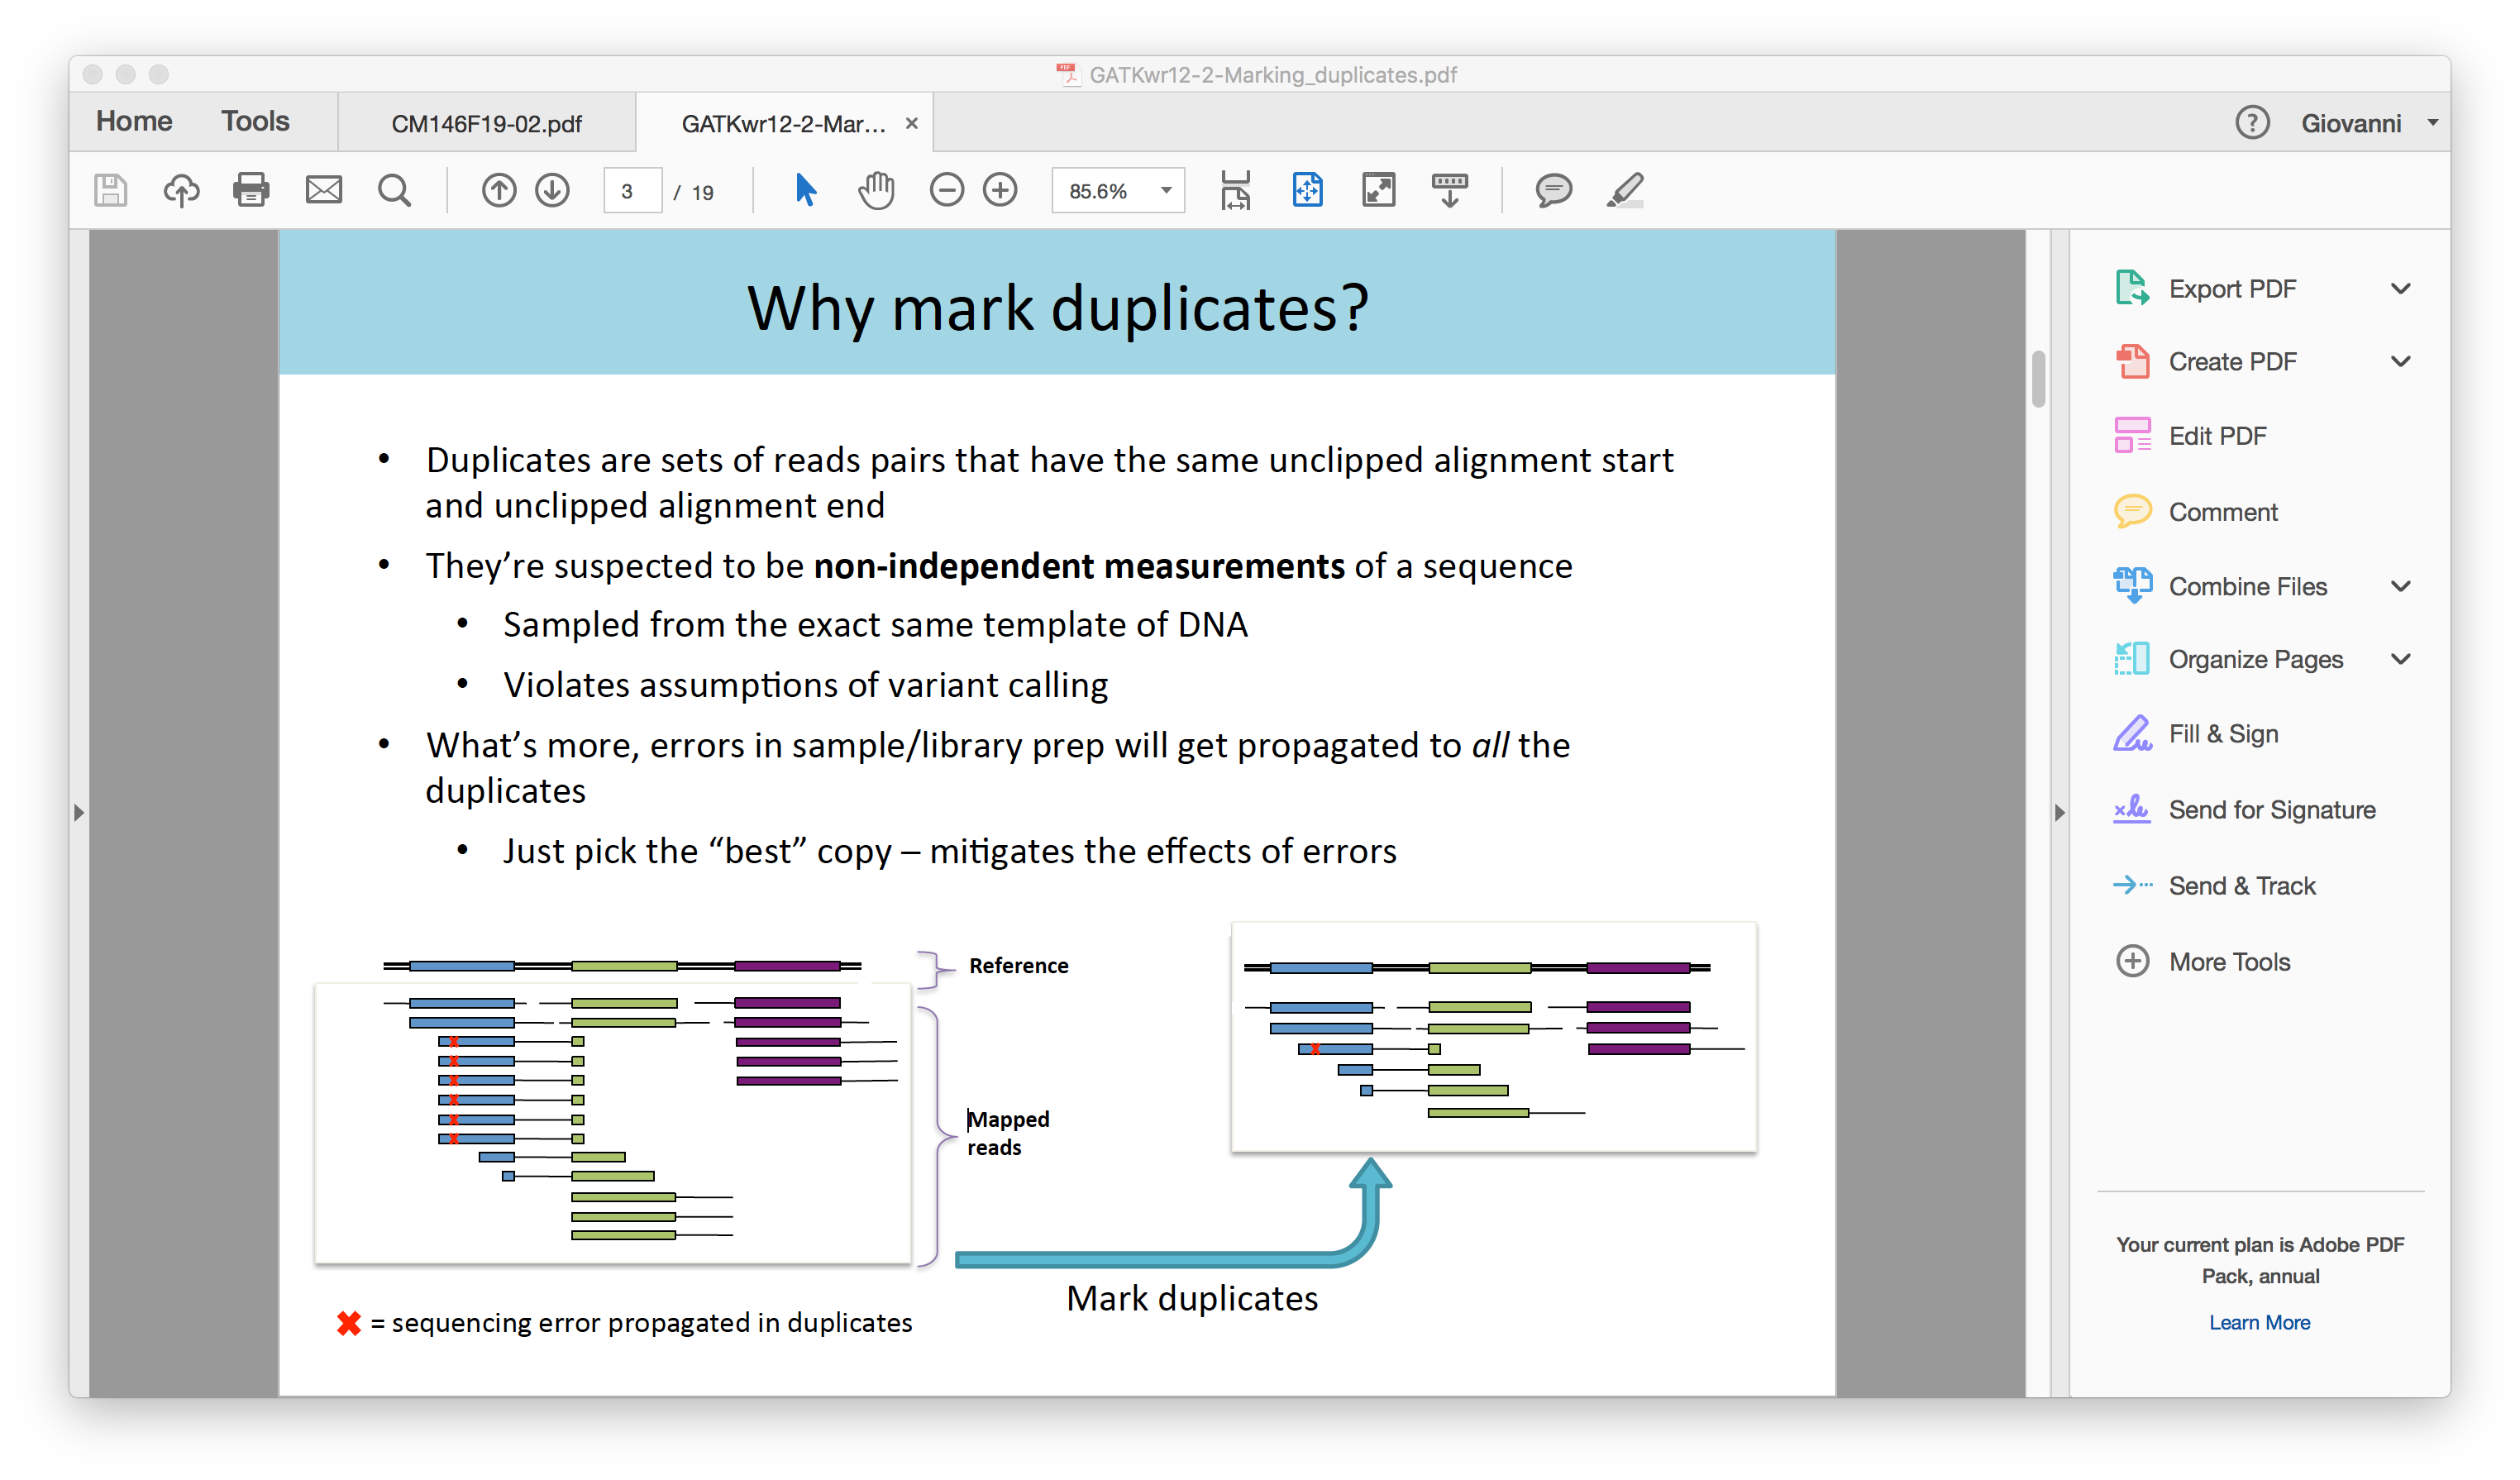 GATKwr12-2-Marking_duplicates.pdf
Home Tools CM146F19-02.pdf GATKwr12-2-Mar... × ? Giovanni
3 / 19 85.6%
Why mark duplicates?
• Duplicates are sets of reads pairs that have the same unclipped alignment start
and unclipped alignment end
• They’re suspected to be non-independent measurements of a sequence
• Sampled from the exact same template of DNA
• Violates assumptions of variant calling
• What’s more, errors in sample/library prep will get propagated to all the
duplicates
• Just pick the “best” copy – mitigates the effects of errors
Reference
Mapped
reads
Mark duplicates
= sequencing error propagated in duplicates
Export PDF
Create PDF
Edit PDF
Comment
Combine Files
Organize Pages
Fill & Sign
Send for Signature
Send & Track
More Tools
Your current plan is Adobe PDF
Pack, annual
Learn More